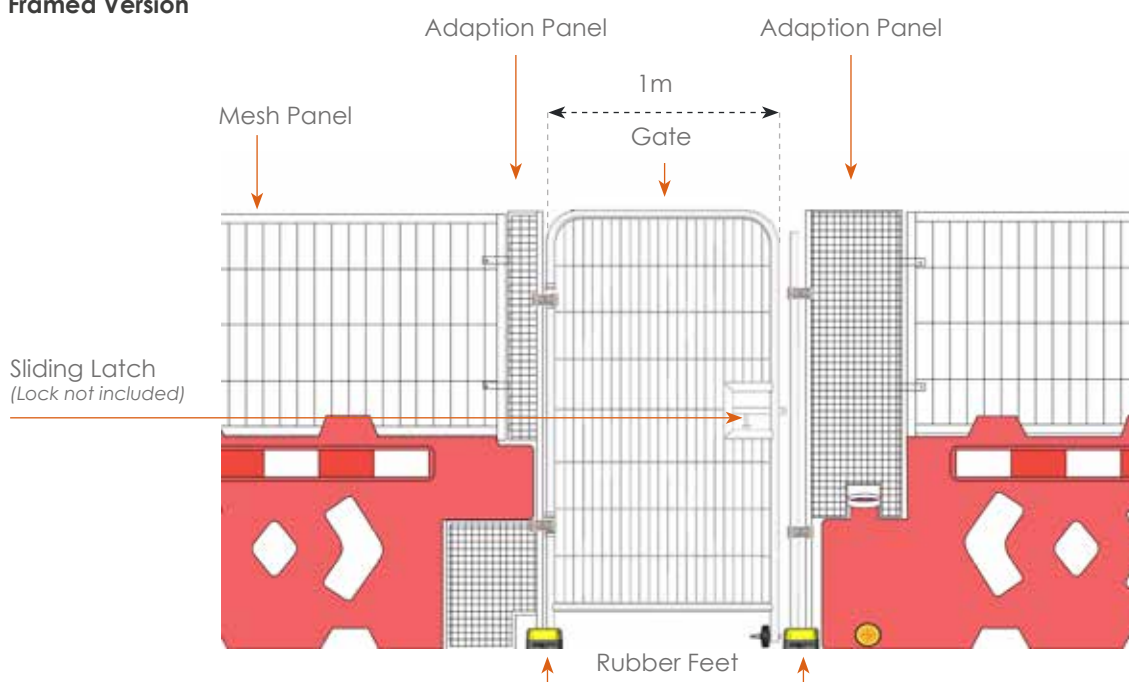 Framed Version
Adaption Panel
Adaption Panel
1m
Mesh Panel
Gate
Sliding Latch
(Lock not included)
Rubber Feet